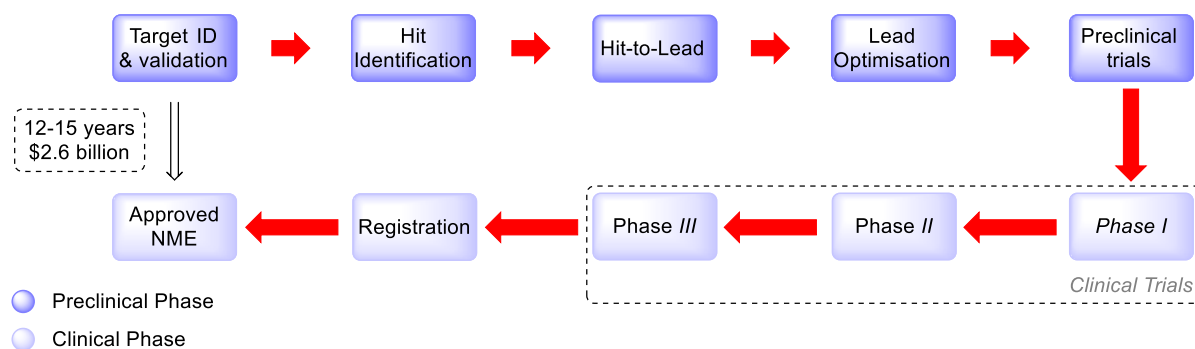 Target ID
& validation
Hit
Identification
Hit-to-Lead
Lead
Optimisation
Preclinical
trials
12-15 years
$2.6 billion
Approved
NME
Registration
Phase III
Phase II
Phase I
Clinical Trials
Preclinical Phase
Clinical Phase